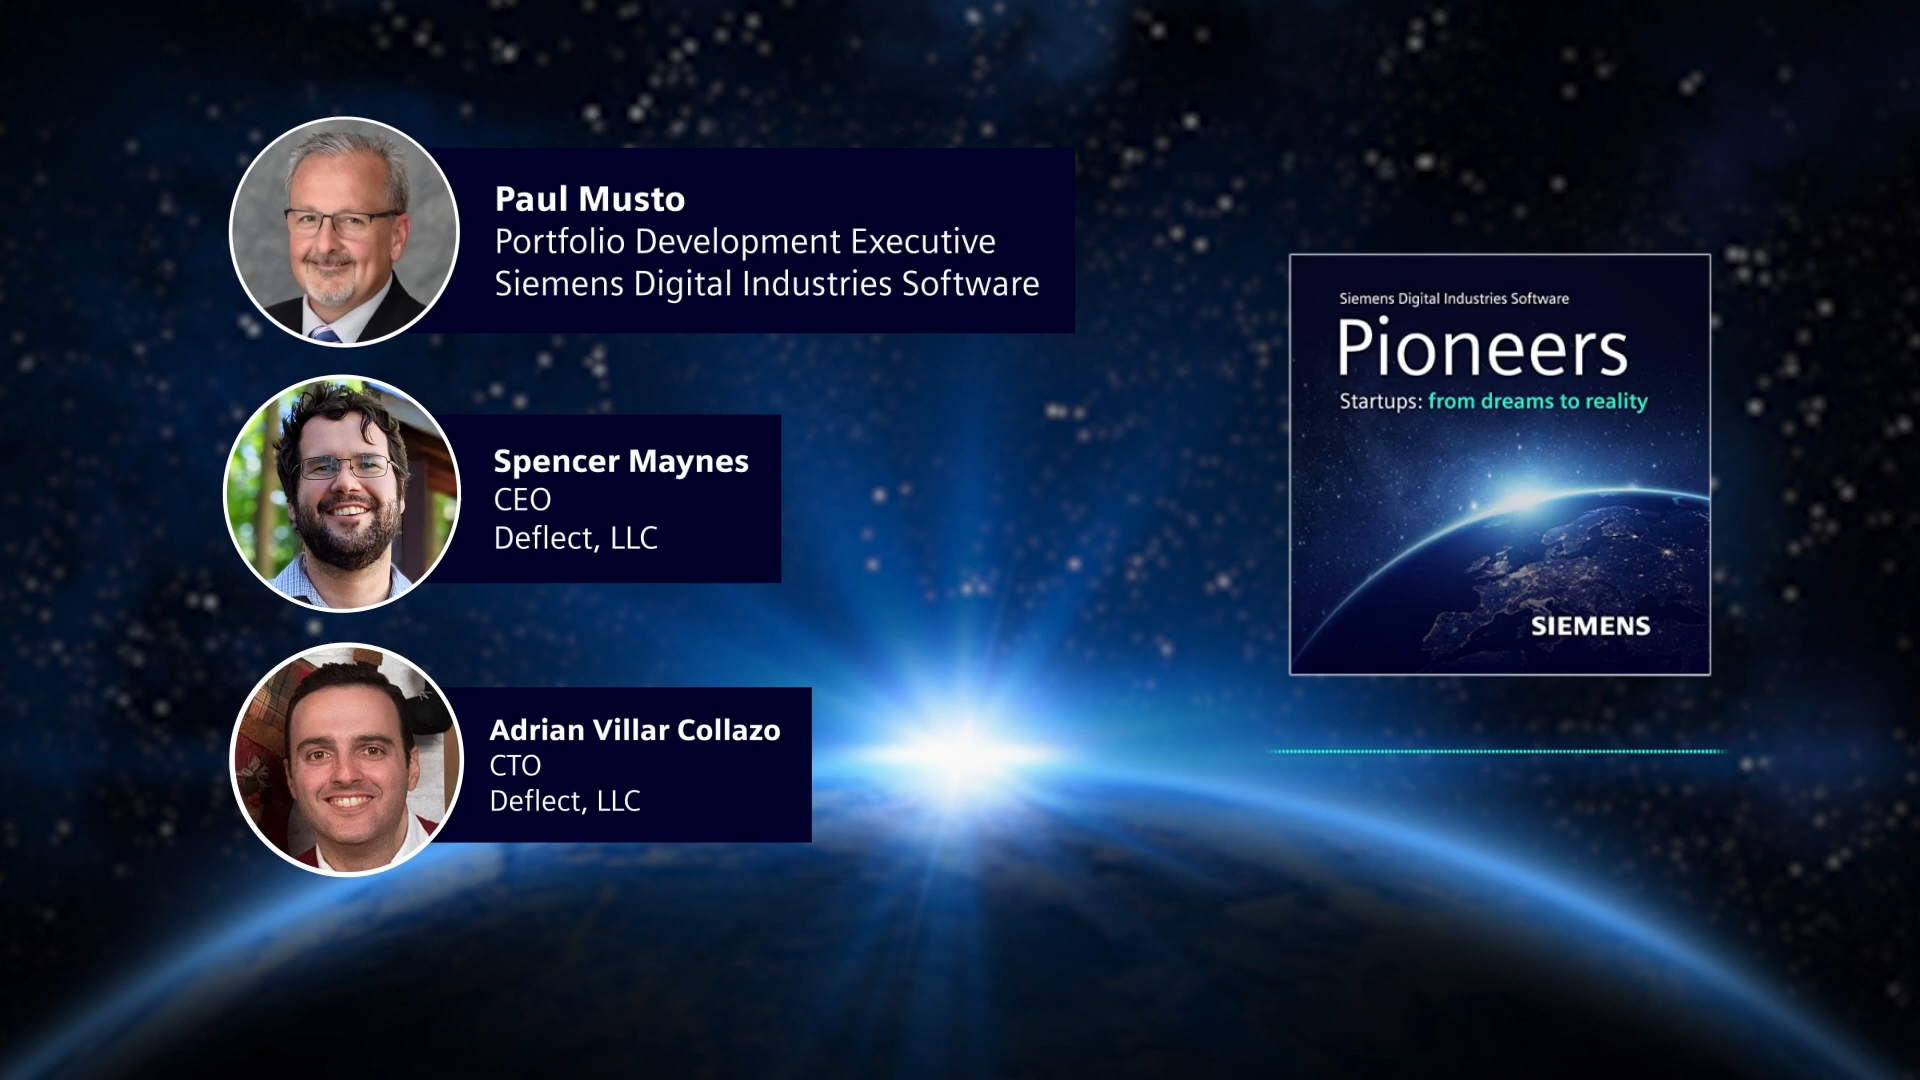 Paul Musto
Portfolio Development Executive
Siemens Digital Industries Software
Spencer Maynes
CEO
Deflect, LLC
Adrian Villar Collazo
CTO
Deflect, LLC
Siemens Digital Industries Software
Pioneers
Startups: from dreams to reality
SIEMENS